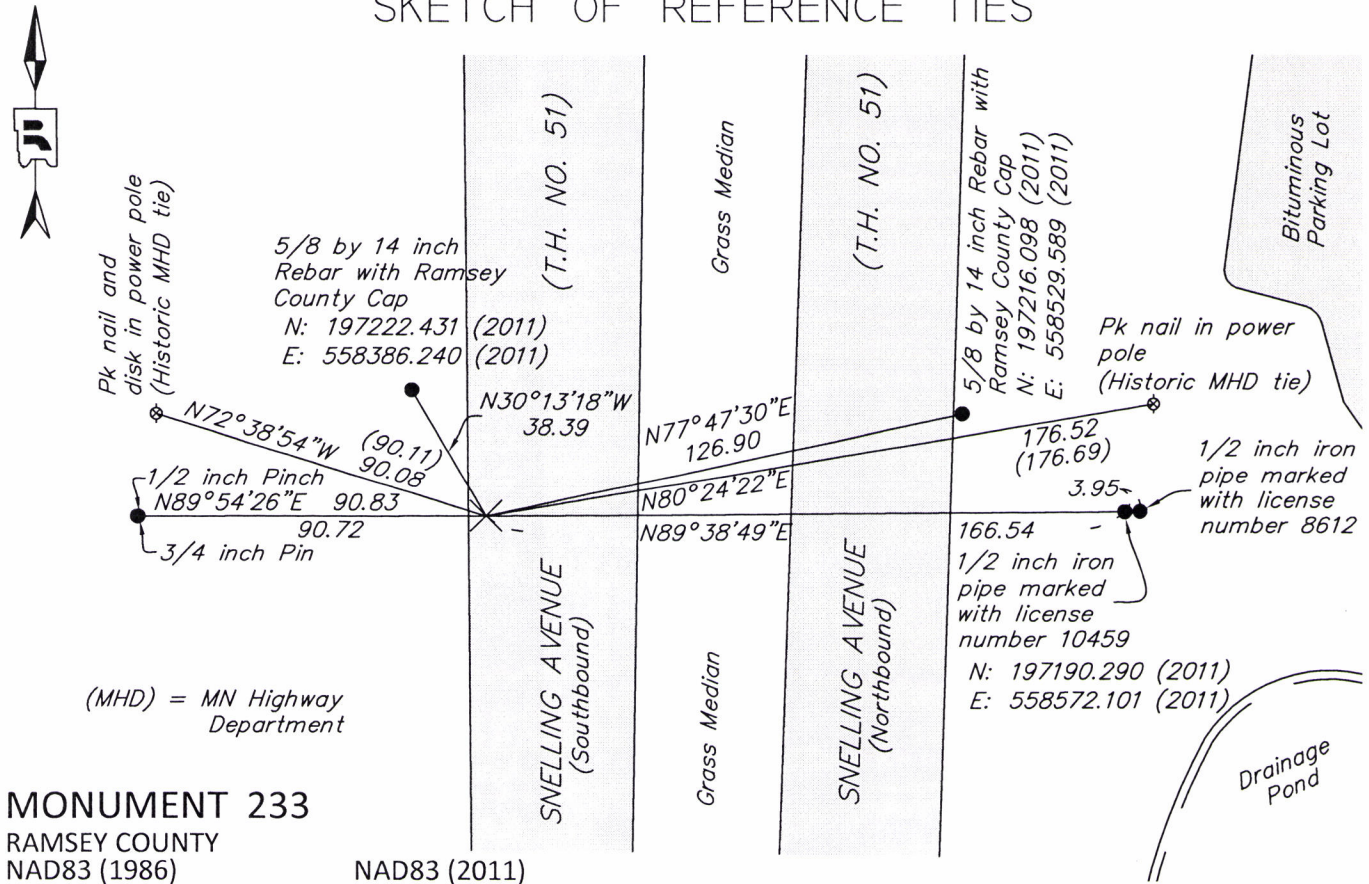 SKETCH OF REFERENCE TIES
Pk nail and
disk in power pole
(Historic MHD tie)
5/8 by 14 inch
Rebar with Ramsey
County Cap
N: 197222.431 (2011)
E: 558386.240 (2011)
(T.H. NO. 51)
Grass Median
(T.H. NO. 51)
5/8 by 14 inch Rebar with
Ramsey County Cap
N: 197216.098 (2011)
E: 558529.589 (2011)
Bituminous
Parking Lot
Pk nail in power
pole
(Historic MHD tie)
N72°38'54"W
(90.11)
90.08
N30°13'18"W
38.39
N77°47'30"E
126.90
N80°24'22"E
176.52
(176.69)
1/2 inch Pinch
N89°54'26"E 90.83
90.72
3/4 inch Pin
N89°38'49"E
166.54
3.95
1/2 inch iron
pipe marked
with license
number 8612
1/2 inch iron
pipe marked
with license
number 10459
N: 197190.290 (2011)
E: 558572.101 (2011)
SNELLING AVENUE
(Southbound)
Grass Median
SNELLING AVENUE
(Northbound)
Drainage
Pond
(MHD) = MN Highway
Department
MONUMENT 233
RAMSEY COUNTY
NAD83 (1986) NAD83 (2011)